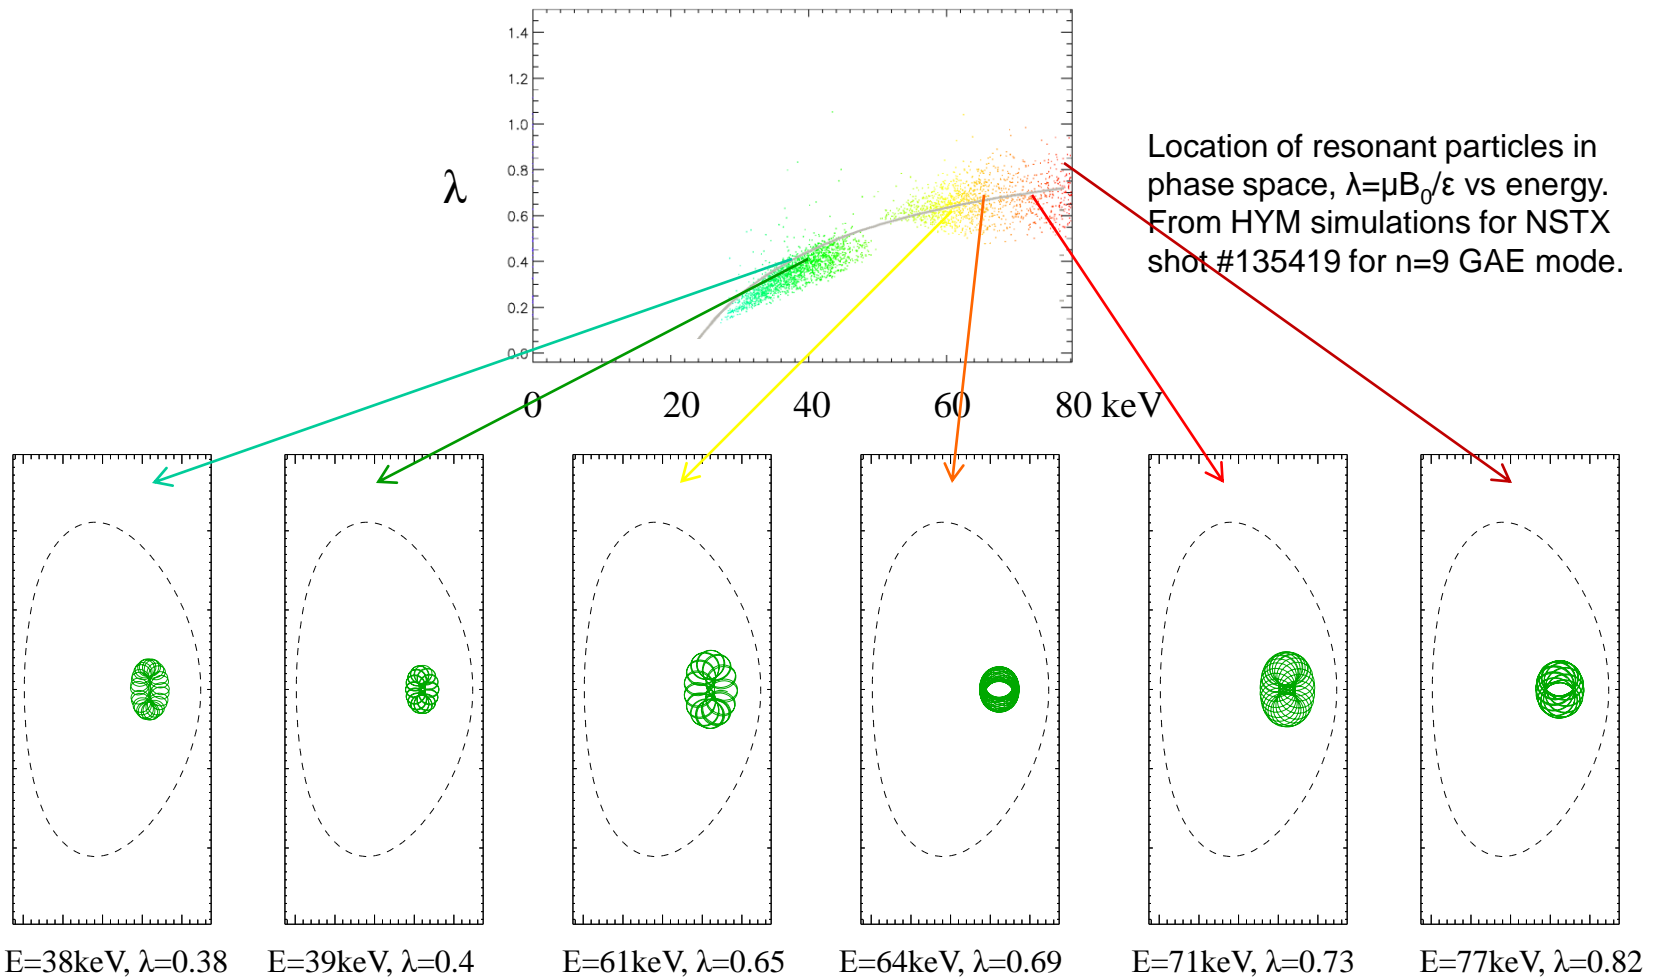 1.4
1.2
1.0
0.8
0.6
0.4
0.2
0.0
λ
Location of resonant particles in
phase space, λ=µB₀/ε vs energy.
From HYM simulations for NSTX
shot #135419 for n=9 GAE mode.
0 20 40 60 80 keV
E=38keV, λ=0.38 E=39keV, λ=0.4 E=61keV, λ=0.65 E=64keV, λ=0.69 E=71keV, λ=0.73 E=77keV, λ=0.82